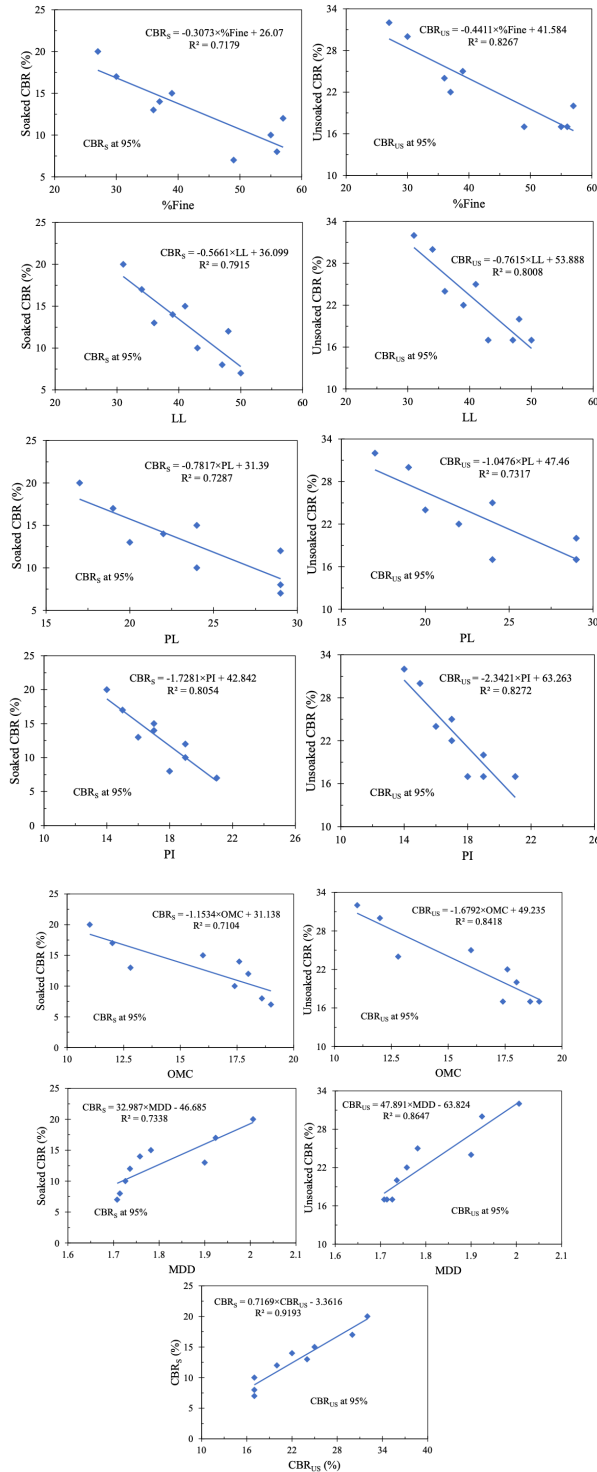 CBRS = -0.3073×%Fine + 26.07
R² = 0.7179
Soaked CBR (%)
25
20
15
10
5
CBRS at 95%
20
30
40
50
60
%Fine
CBRUS = -0.4411×%Fine + 41.584
R² = 0.8267
Unsoaked CBR (%)
34
28
22
16
10
CBRUS at 95%
20
30
40
50
60
%Fine
CBRS = -0.5661×LL + 36.099
R² = 0.7915
Soaked CBR (%)
25
20
15
10
5
CBRS at 95%
20
30
40
50
60
LL
CBRUS = -0.7615×LL + 53.888
R² = 0.8008
Unsoaked CBR (%)
34
28
22
16
10
CBRUS at 95%
20
30
40
50
60
LL
CBRS = -0.7817×PL + 31.39
R² = 0.7287
Soaked CBR (%)
25
20
15
10
5
CBRS at 95%
15
20
25
30
PL
CBRUS = -1.0476×PL + 47.46
R² = 0.7317
Unsoaked CBR (%)
34
28
22
16
10
CBRUS at 95%
15
20
25
30
PL
CBRS = -1.7281×PI + 42.842
R² = 0.8054
Soaked CBR (%)
25
20
15
10
5
0
CBRS at 95%
10
14
18
22
26
PI
CBRUS = -2.3421×PI + 63.263
R² = 0.8272
Unsoaked CBR (%)
34
28
22
16
10
CBRUS at 95%
10
14
18
22
26
PI
CBRS = -1.1534×OMC + 31.138
R² = 0.7104
Soaked CBR (%)
25
20
15
10
5
0
CBRS at 95%
10
12.5
15
17.5
20
OMC
CBRUS = -1.6792×OMC + 49.235
R² = 0.8418
Unsoaked CBR (%)
34
28
22
16
10
CBRUS at 95%
10
12.5
15
17.5
20
OMC
CBRS = 32.987×MDD - 46.685
R² = 0.7338
Soaked CBR (%)
25
20
15
10
5
0
CBRS at 95%
1.6
1.7
1.8
1.9
2
2.1
MDD
CBRUS = 47.891×MDD - 63.824
R² = 0.8647
Unsoaked CBR (%)
34
28
22
16
10
CBRUS at 95%
1.6
1.7
1.8
1.9
2
2.1
MDD
CBRS = 0.7169×CBRUS - 3.3616
R² = 0.9193
CBRS (%)
25
20
15
10
5
0
CBRUS at 95%
10
16
22
28
34
40
CBRUS (%)